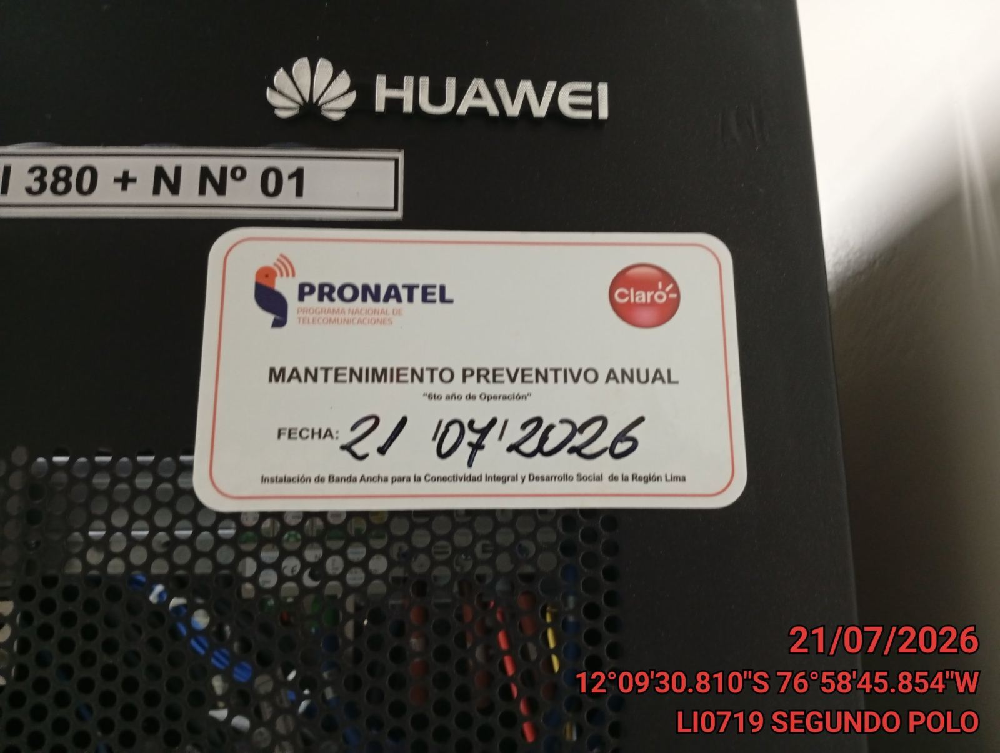 HUAWEI
380 + N Nº 01
PRONATEL
PROGRAMA NACIONAL DE
TELECOMUNICACIONES
Claro
MANTENIMIENTO PREVENTIVO ANUAL
"6to año de Operación"
FECHA: 21 /07/2026
Instalación de Banda Ancha para la Conectividad Integral y Desarrollo Social de la Región Lima
21/07/2026
12°09'30.810"S 76°58'45.854"W
LI0719 SEGUNDO POLO